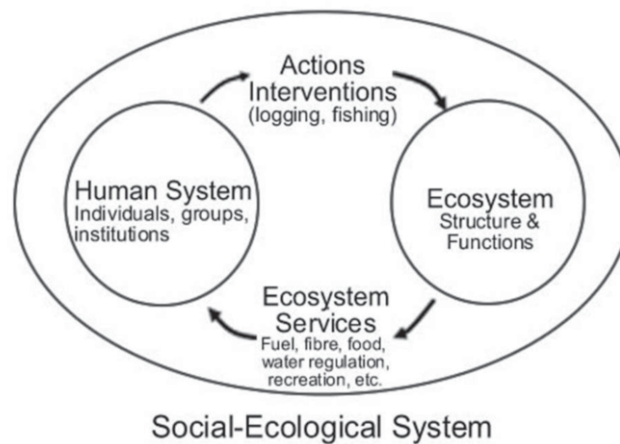 Actions
Interventions
(logging, fishing)
Human System
Individuals, groups,
institutions
Ecosystem
Structure &
Functions
Ecosystem
Services
Fuel, fibre, food,
water regulation,
recreation, etc.
Social-Ecological System